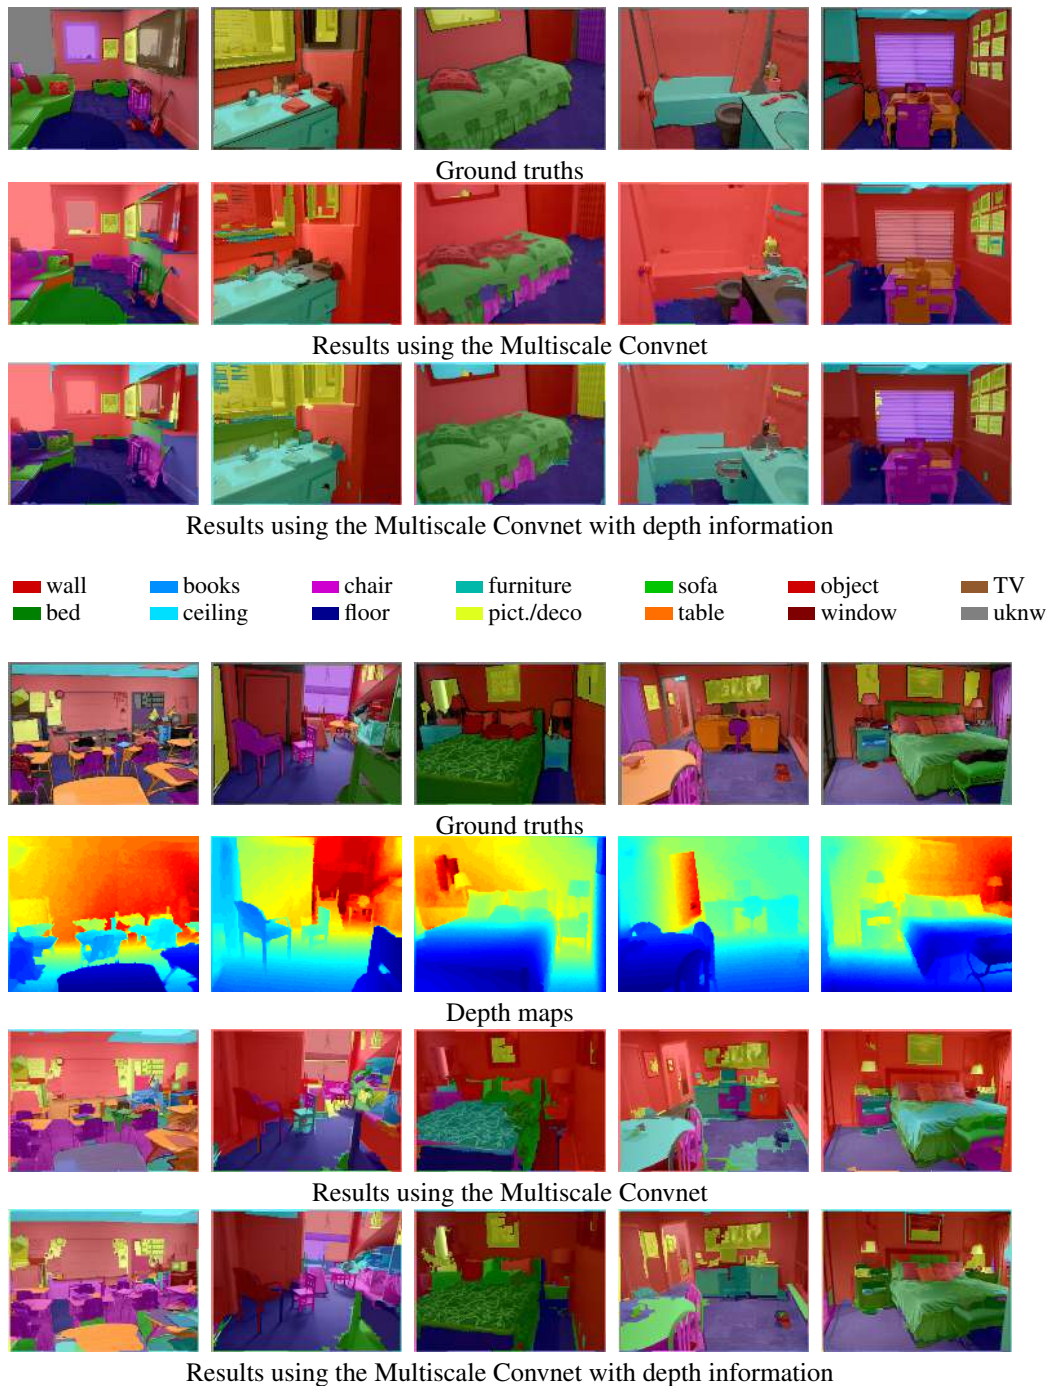 Ground truths
Results using the Multiscale Convnet
Results using the Multiscale Convnet with depth information
wall books chair furniture sofa object TV
bed ceiling floor pict./deco table window uknw
Ground truths
Depth maps
Results using the Multiscale Convnet
Results using the Multiscale Convnet with depth information